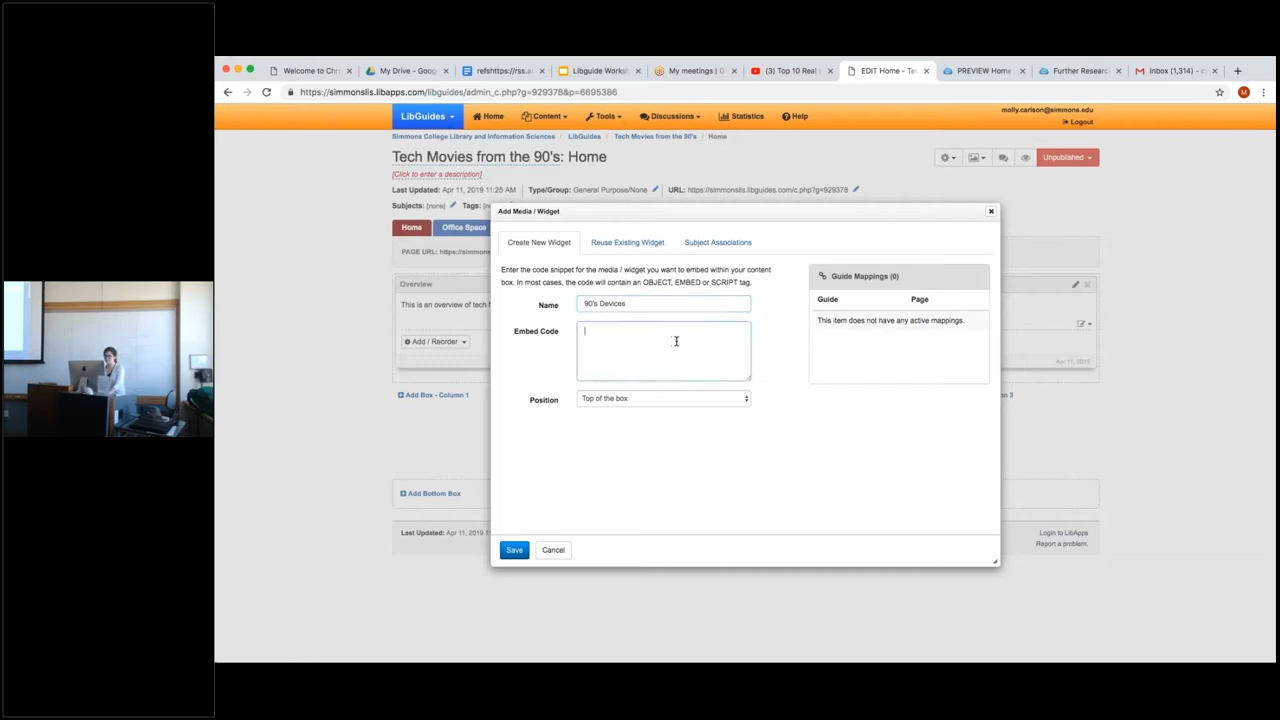 Welcome to Chr
My Drive - Goog
refshttps://rss.ar
Libguide Worksh
My meetings | G
(3) Top 10 Real
EDIT Home - Te
PREVIEW Home
Further Researc
Inbox (1,314) - c
https://simmonslis.libapps.com/libguides/admin_c.php?g=929378&p=6695386
M
LibGuides
Home
Content
Tools
Discussions
Statistics
Help
molly.carlson@simmons.edu
Logout
Simmons College Library and Information Sciences
LibGuides
Tech Movies from the 90's
Home
Tech Movies from the 90's: Home
[Click to enter a description]
Unpublished
Last Updated: Apr 11, 2019 11:25 AM
Type/Group: General Purpose/None
URL: https://simmonslis.libguides.com/c.php?g=929378
Subjects: [none]
Tags:
Home
Office Space
PAGE URL: https://simmons
Overview
This is an overview of tech f
Add / Reorder
Apr 11, 2019
Add Box - Column 1
Add Bottom Box
Last Updated: Apr 11, 2019
Login to LibApps
Report a problem.
Add Media / Widget
Create New Widget
Reuse Existing Widget
Subject Associations
Enter the code snippet for the media / widget you want to embed within your content
box. In most cases, the code will contain an OBJECT, EMBED or SCRIPT tag.
Name
90's Devices
Embed Code
Position
Top of the box
Guide Mappings (0)
Guide
Page
This item does not have any active mappings.
Save
Cancel